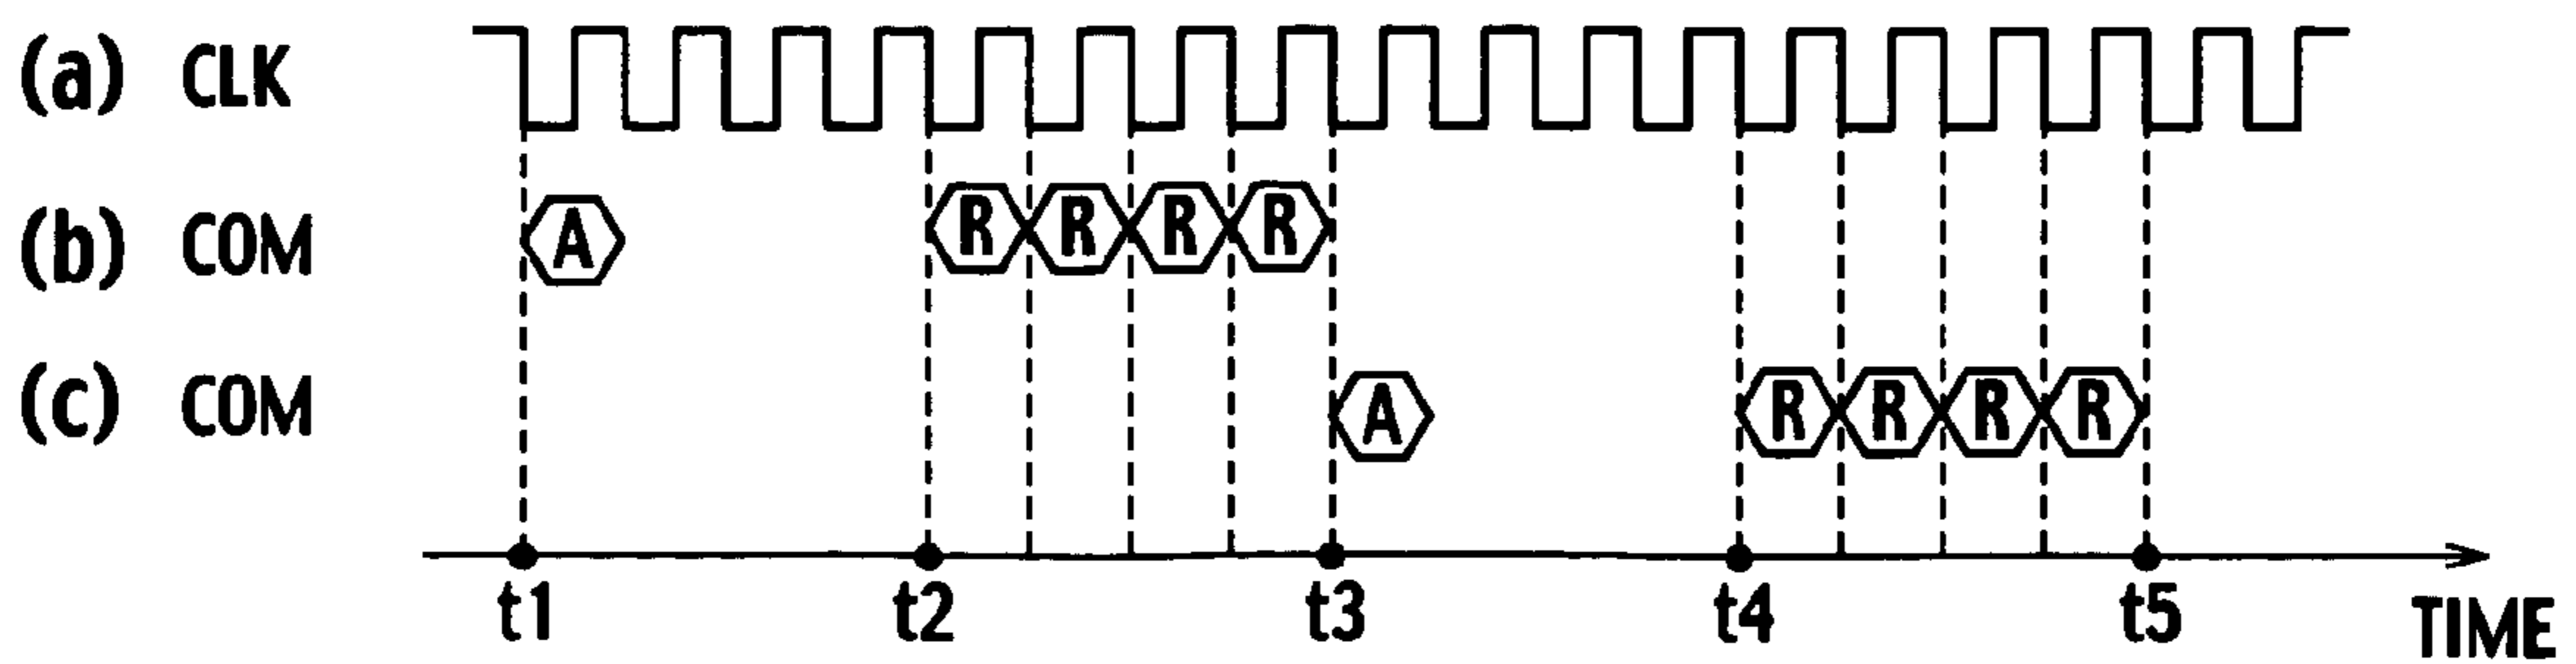 (a) CLK
(b) COM A R R R R
(c) COM A R R R R
t1 t2 t3 t4 t5 TIME